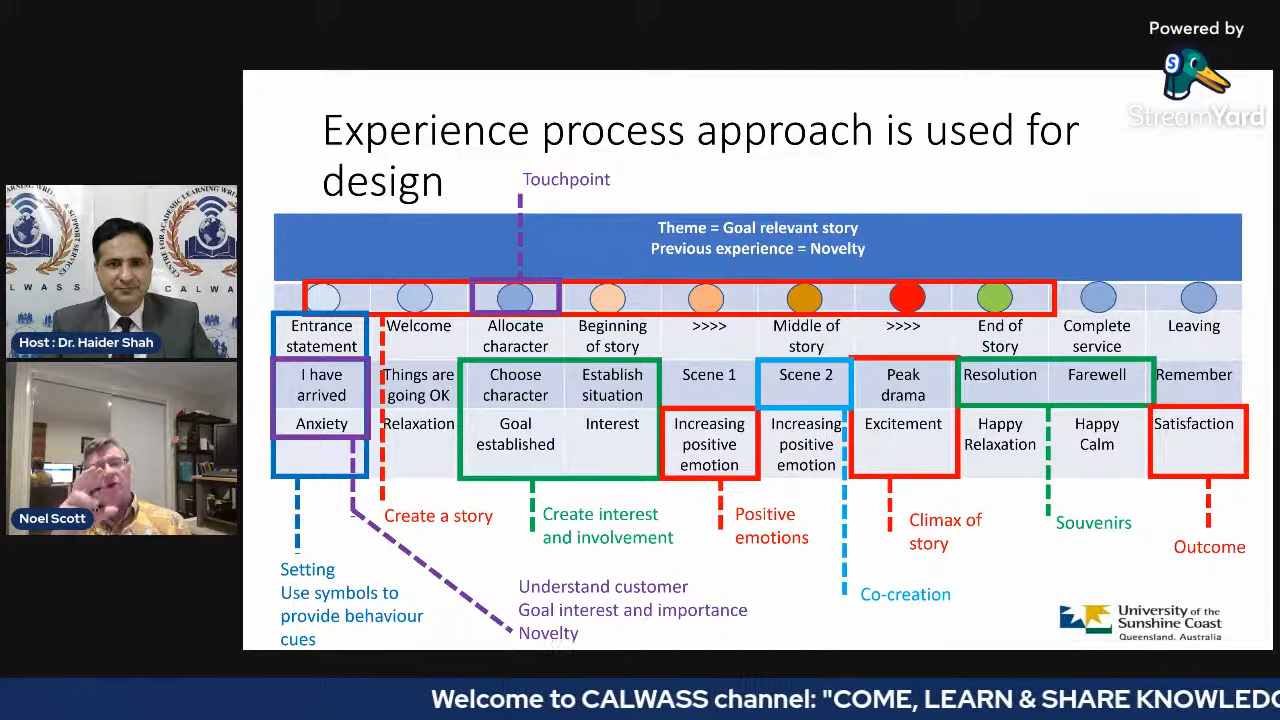 Powered by
StreamYard
Experience process approach is used for
design
Touchpoint
Theme = Goal relevant story
Previous experience = Novelty
Entrance statement
Welcome
Allocate character
Beginning of story
>>>>
Middle of story
>>>>
End of Story
Complete service
Leaving
I have arrived
Things are going OK
Choose character
Establish situation
Scene 1
Scene 2
Peak drama
Resolution
Farewell
Remember
Anxiety
Relaxation
Goal established
Interest
Increasing positive emotion
Increasing positive emotion
Excitement
Happy Relaxation
Happy Calm
Satisfaction
Create a story
Create interest
and involvement
Positive
emotions
Climax of
story
Souvenirs
Outcome
Setting
Use symbols to
provide behaviour
cues
Understand customer
Goal interest and importance
Novelty
Co-creation
University of the
Sunshine Coast
Queensland, Australia
CALWASS
CALWASS
Host : Dr. Haider Shah
Noel Scott
Welcome to CALWASS channel: "COME, LEARN & SHARE KNOWLEDG